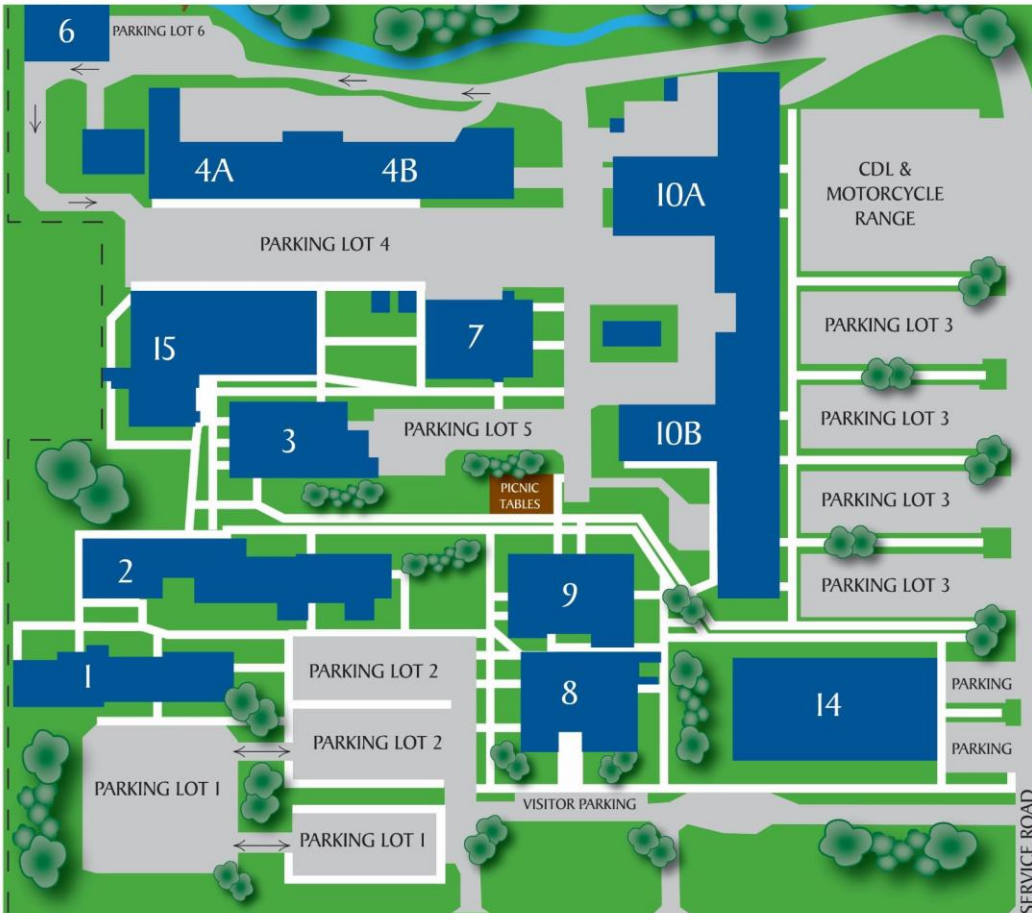 6
PARKING LOT 6
4A
4B
10A
CDL &
MOTORCYCLE
RANGE
PARKING LOT 4
15
7
PARKING LOT 3
3
PARKING LOT 5
10B
PARKING LOT 3
PICNIC
TABLES
PARKING LOT 3
2
9
PARKING LOT 3
1
PARKING LOT 2
8
14
PARKING
PARKING LOT 2
PARKING
PARKING LOT 1
VISITOR PARKING
PARKING LOT 1
SERVICE ROAD